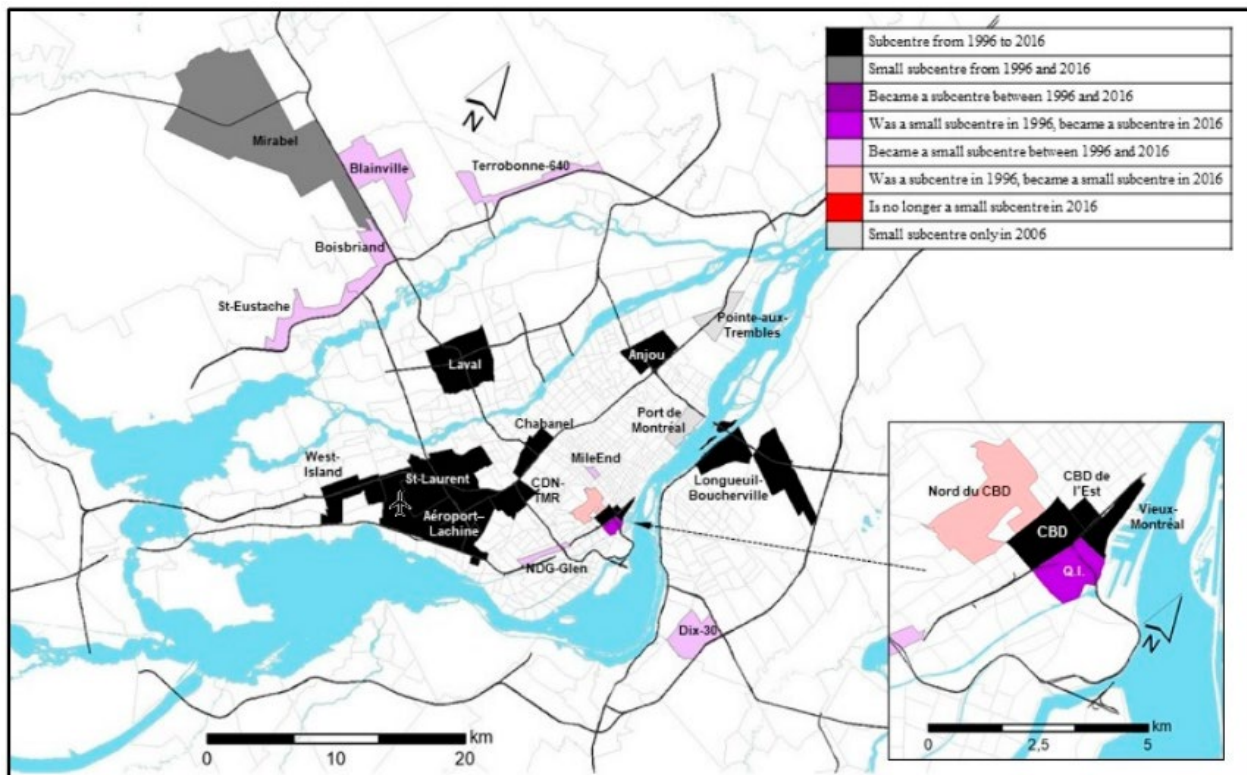 Subcentre from 1996 to 2016
Small subcentre from 1996 and 2016
Became a subcentre between 1996 and 2016
Was a small subcentre in 1996, became a subcentre in 2016
Became a small subcentre between 1996 and 2016
Was a subcentre in 1996, became a small subcentre in 2016
Is no longer a small subcentre in 2016
Small subcentre only in 2006
N
Mirabel
Blainville
Terrobonne-640
Boisbriand
St-Eustache
Pointe-aux-
Trembles
Laval
Anjou
Chabanel
Port de
Montréal
West-
Island
MileEnd
St-Laurent
CDN-
TMR
Longueuil-
Boucherville
Aéroport–
Lachine
NDG-Glen
Dix-30
km
0
10
20
Nord du CBD
CBD de
l'Est
Vieux-
Montréal
CBD
Q.I.
N
km
0
2,5
5